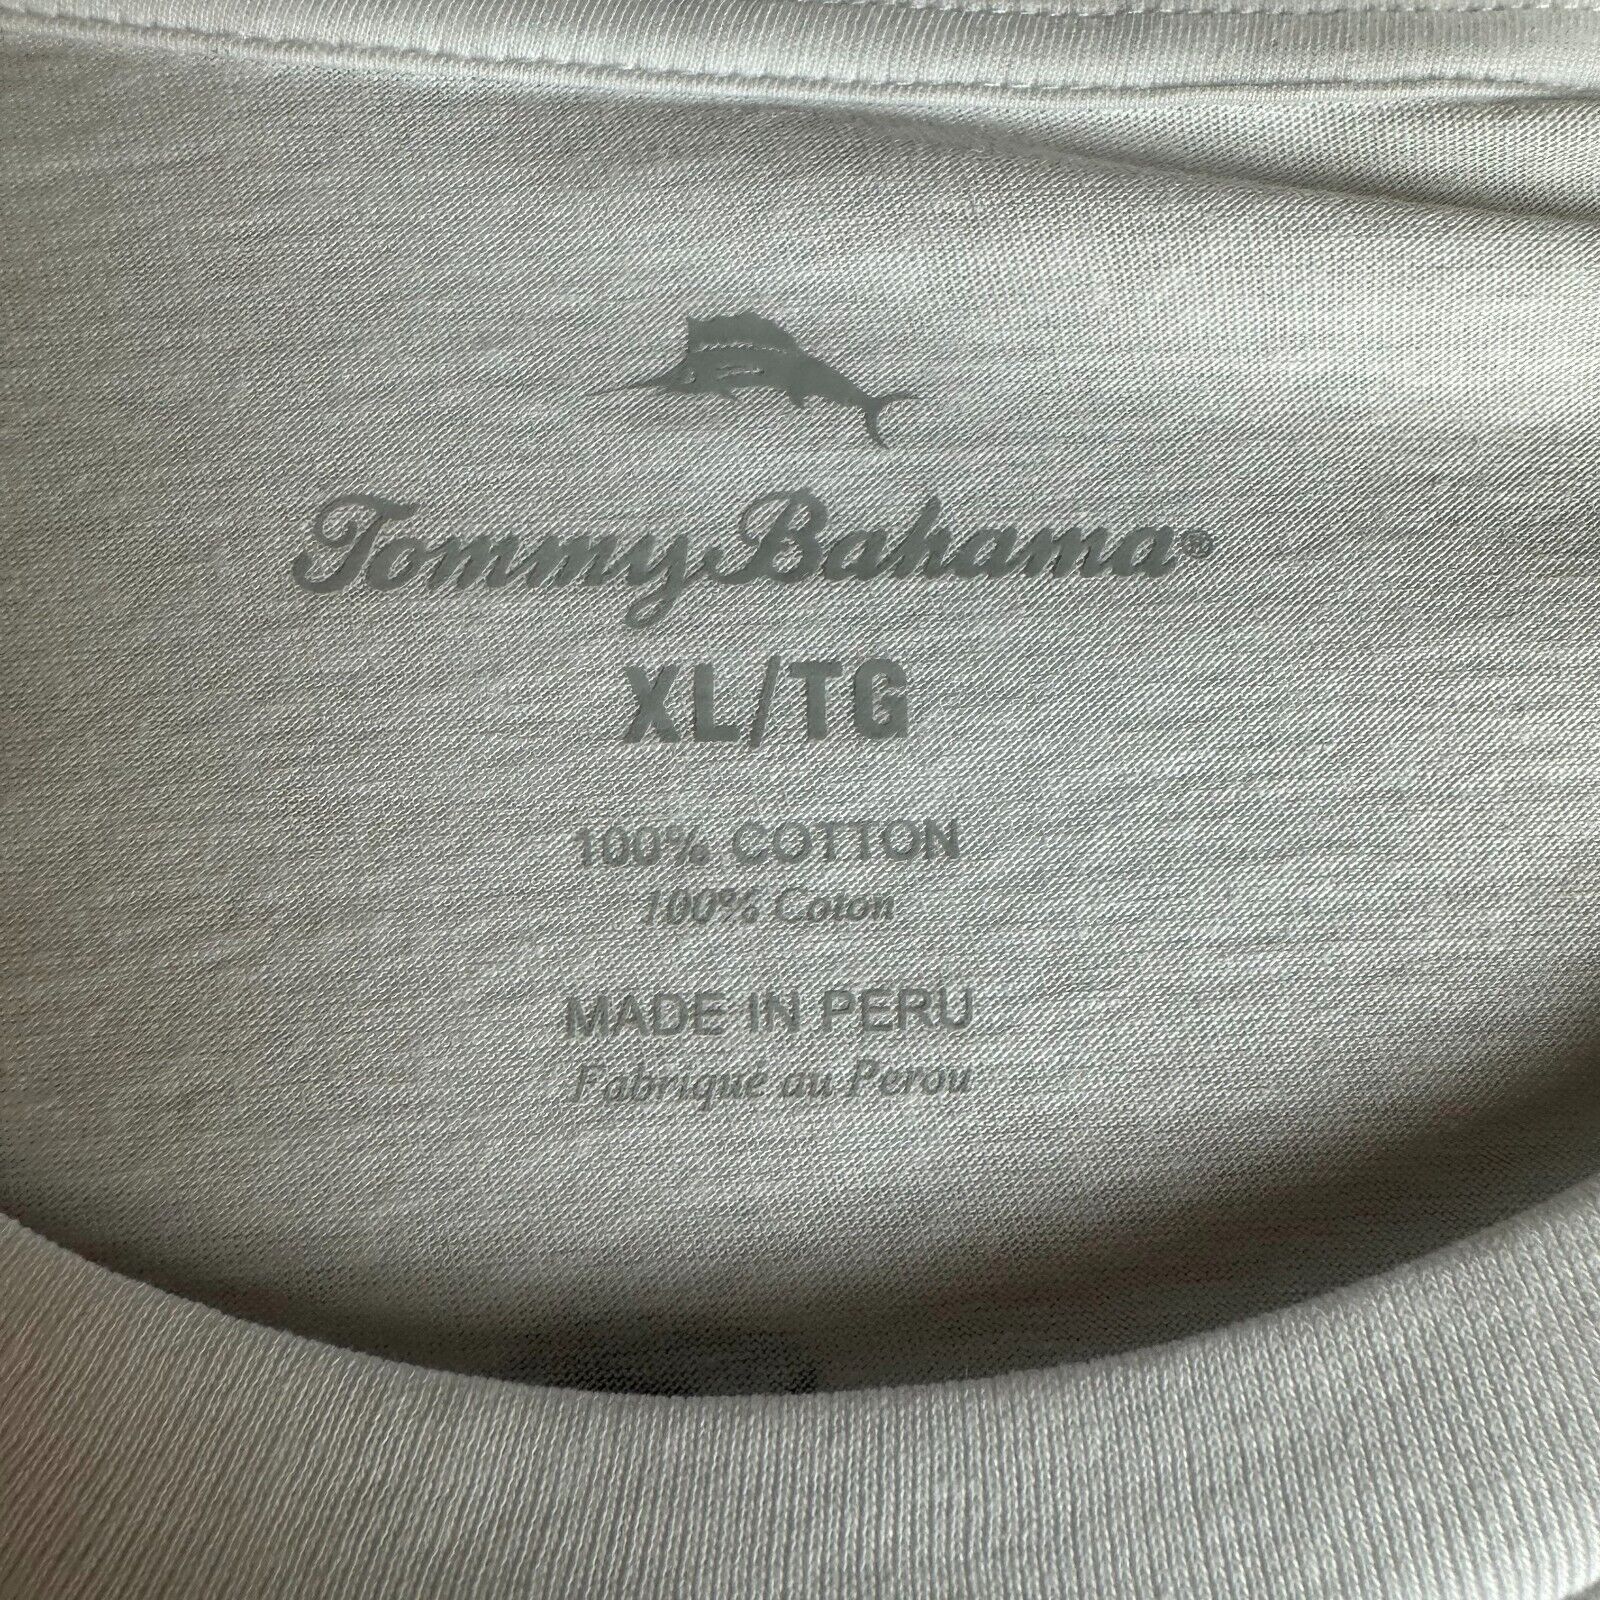 Tommy Bahama®
XL/TG
100% COTTON
100% Coton
MADE IN PERU
Fabriqué au Perou